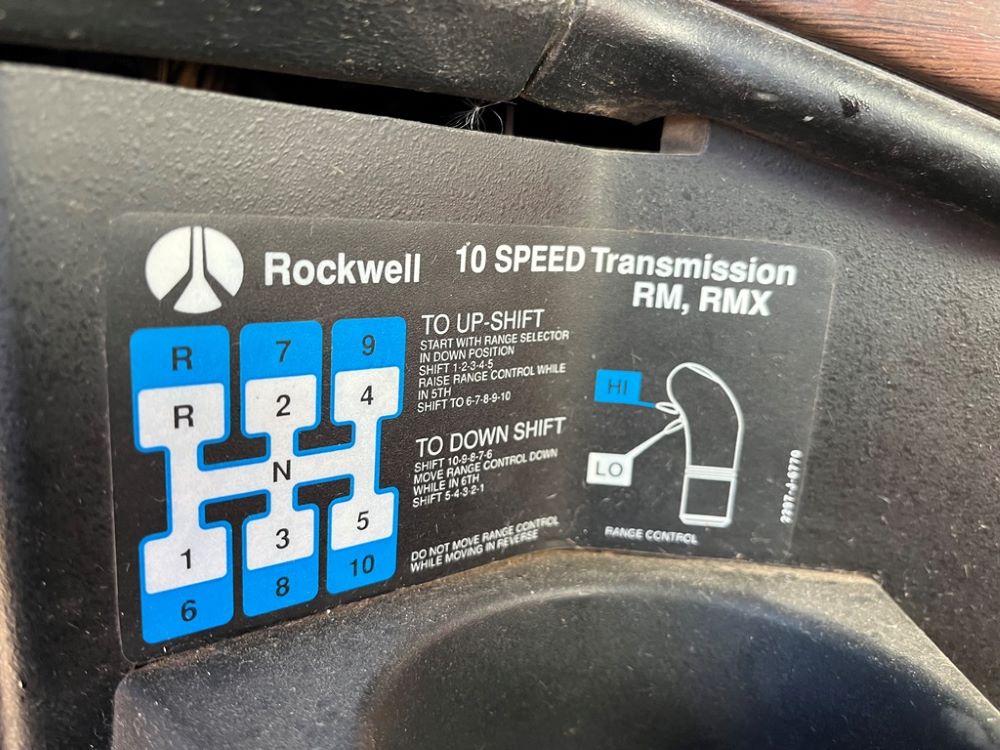 Rockwell 10 SPEED Transmission
RM, RMX
R 7 9
R 2 4
N
1 3 5
6 8 10
TO UP-SHIFT
START WITH RANGE SELECTOR
IN DOWN POSITION
SHIFT 1-2-3-4-5
RAISE RANGE CONTROL WHILE
IN 5TH
SHIFT TO 6-7-8-9-10
TO DOWN SHIFT
SHIFT 10-9-8-7-6
MOVE RANGE CONTROL DOWN
WHILE IN 6TH
SHIFT 5-4-3-2-1
DO NOT MOVE RANGE CONTROL
WHILE MOVING IN REVERSE
HI
LO
RANGE CONTROL